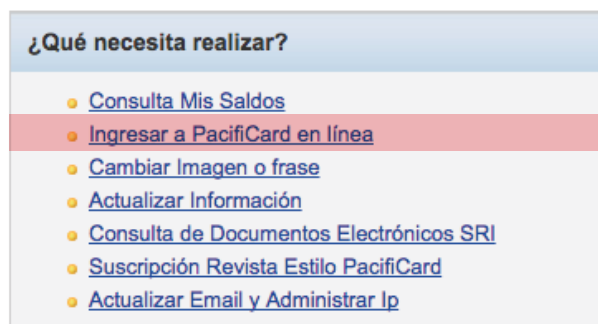 ¿Qué necesita realizar?
Consulta Mis Saldos
Ingresar a PacifiCard en línea
Cambiar Imagen o frase
Actualizar Información
Consulta de Documentos Electrónicos SRI
Suscripción Revista Estilo PacifiCard
Actualizar Email y Administrar Ip